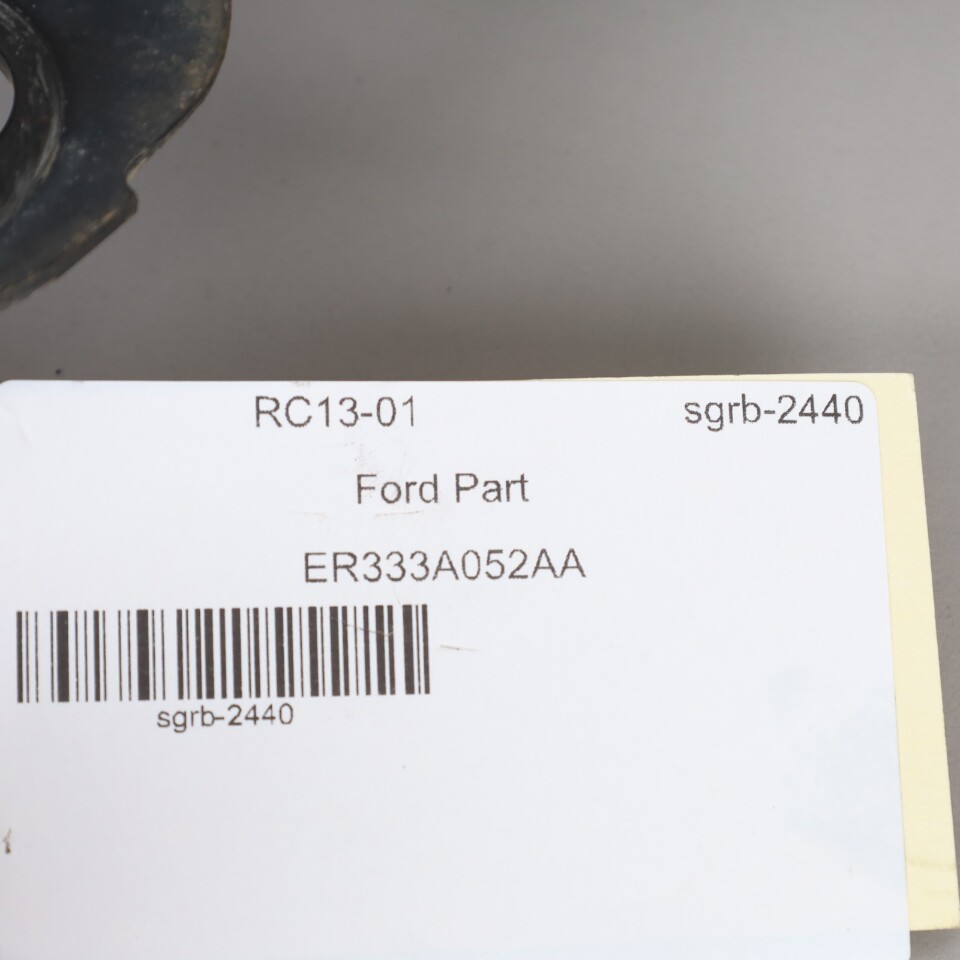 RC13-01 sgrb-2440
Ford Part
ER333A052AA
sgrb-2440